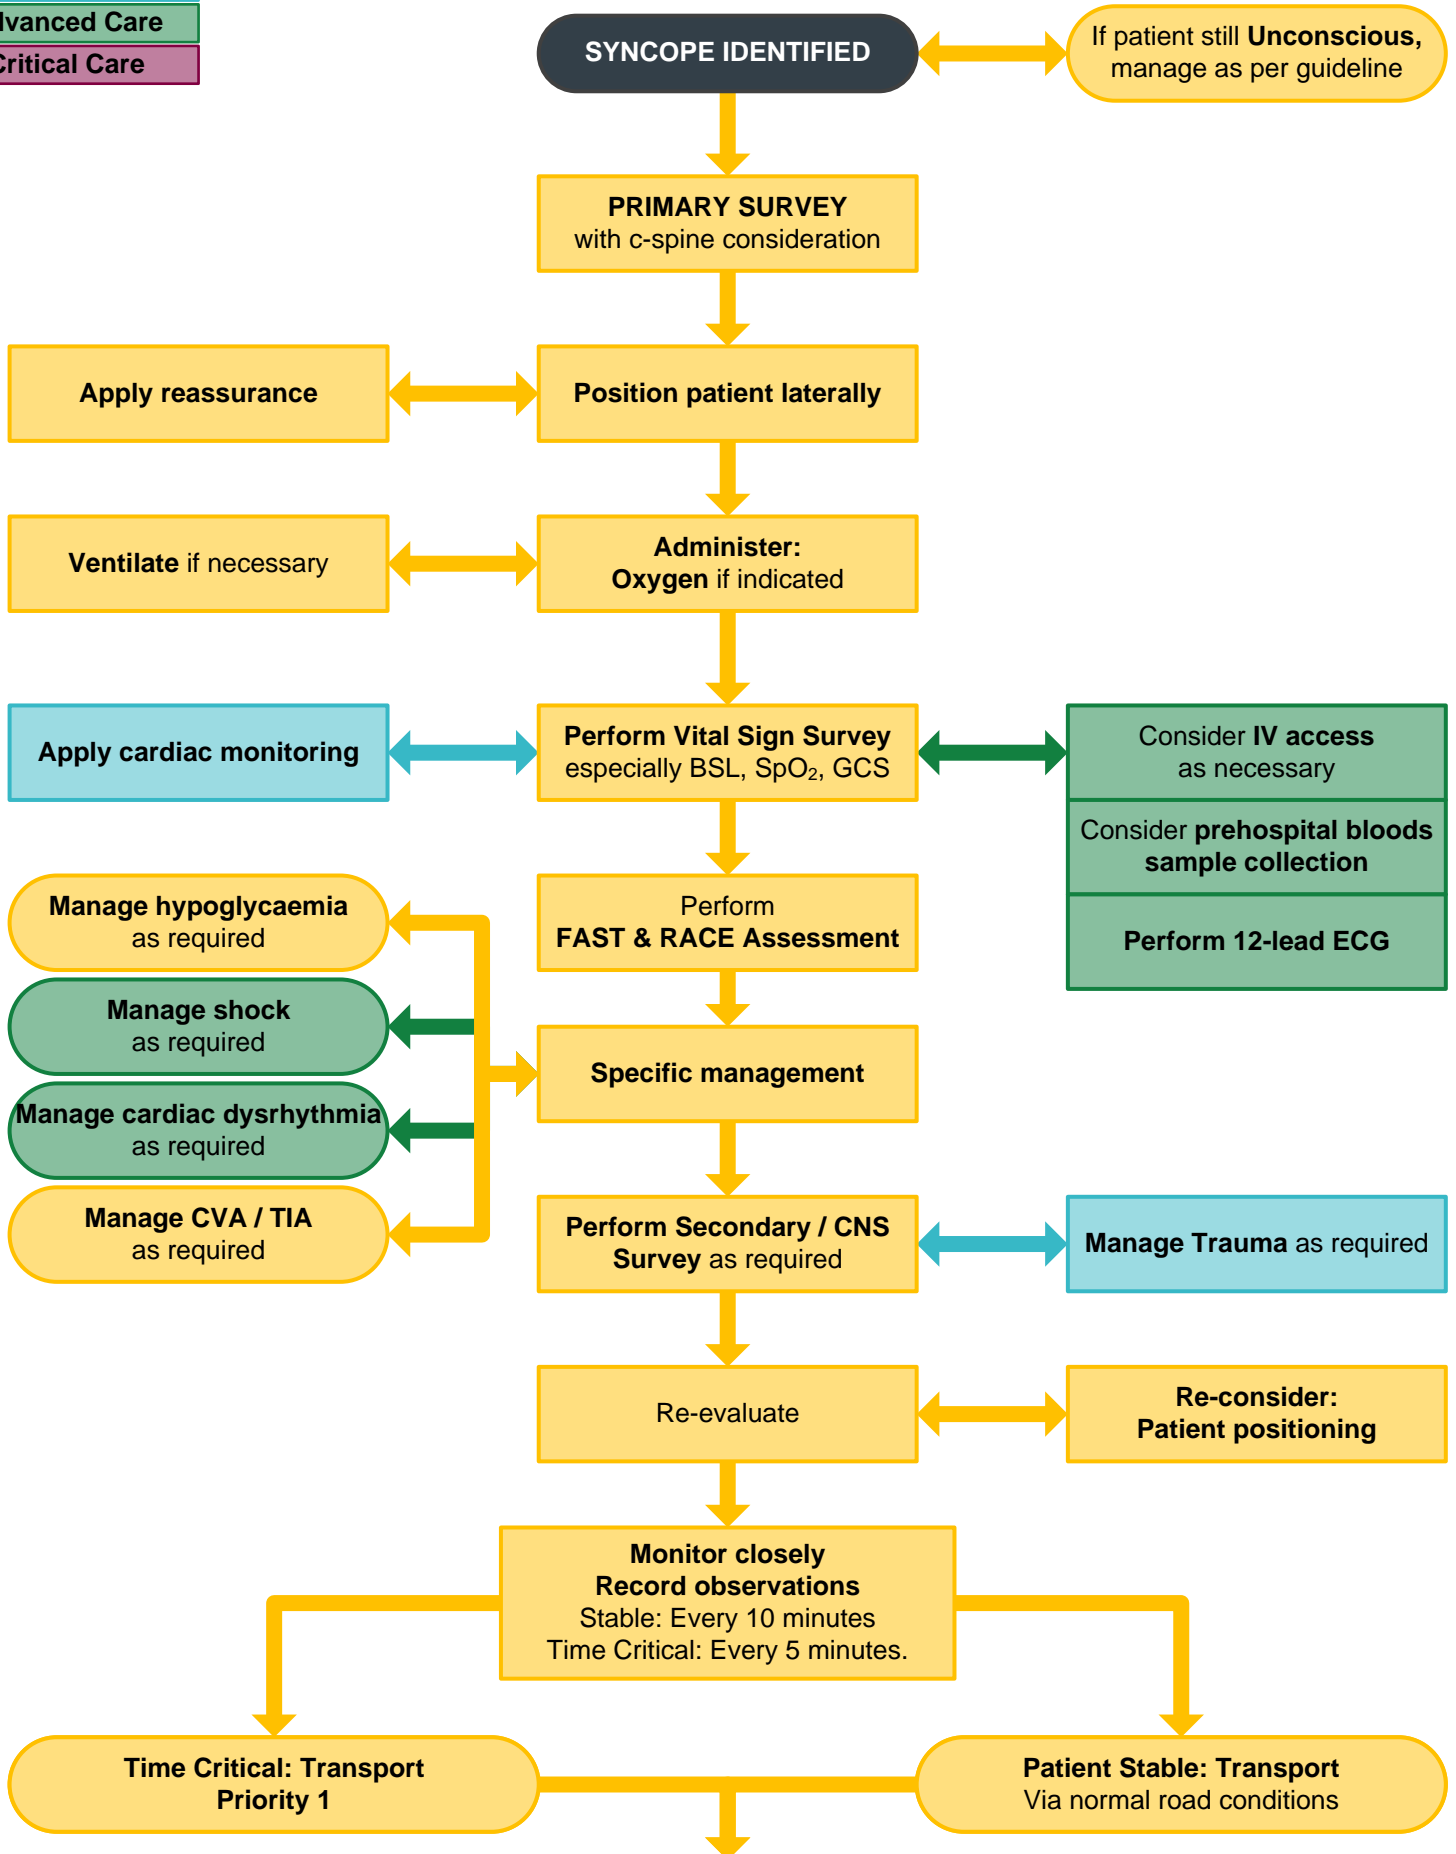 dvanced Care
Critical Care
SYNCOPE IDENTIFIED
If patient still Unconscious,
manage as per guideline
PRIMARY SURVEY
with c-spine consideration
Apply reassurance
Position patient laterally
Ventilate if necessary
Administer:
Oxygen if indicated
Apply cardiac monitoring
Perform Vital Sign Survey
especially BSL, SpO₂, GCS
Consider IV access
as necessary
Consider prehospital bloods
sample collection
Perform 12-lead ECG
Manage hypoglycaemia
as required
Perform
FAST & RACE Assessment
Manage shock
as required
Specific management
Manage cardiac dysrhythmia
as required
Manage CVA / TIA
as required
Perform Secondary / CNS
Survey as required
Manage Trauma as required
Re-evaluate
Re-consider:
Patient positioning
Monitor closely
Record observations
Stable: Every 10 minutes
Time Critical: Every 5 minutes.
Time Critical: Transport
Priority 1
Patient Stable: Transport
Via normal road conditions